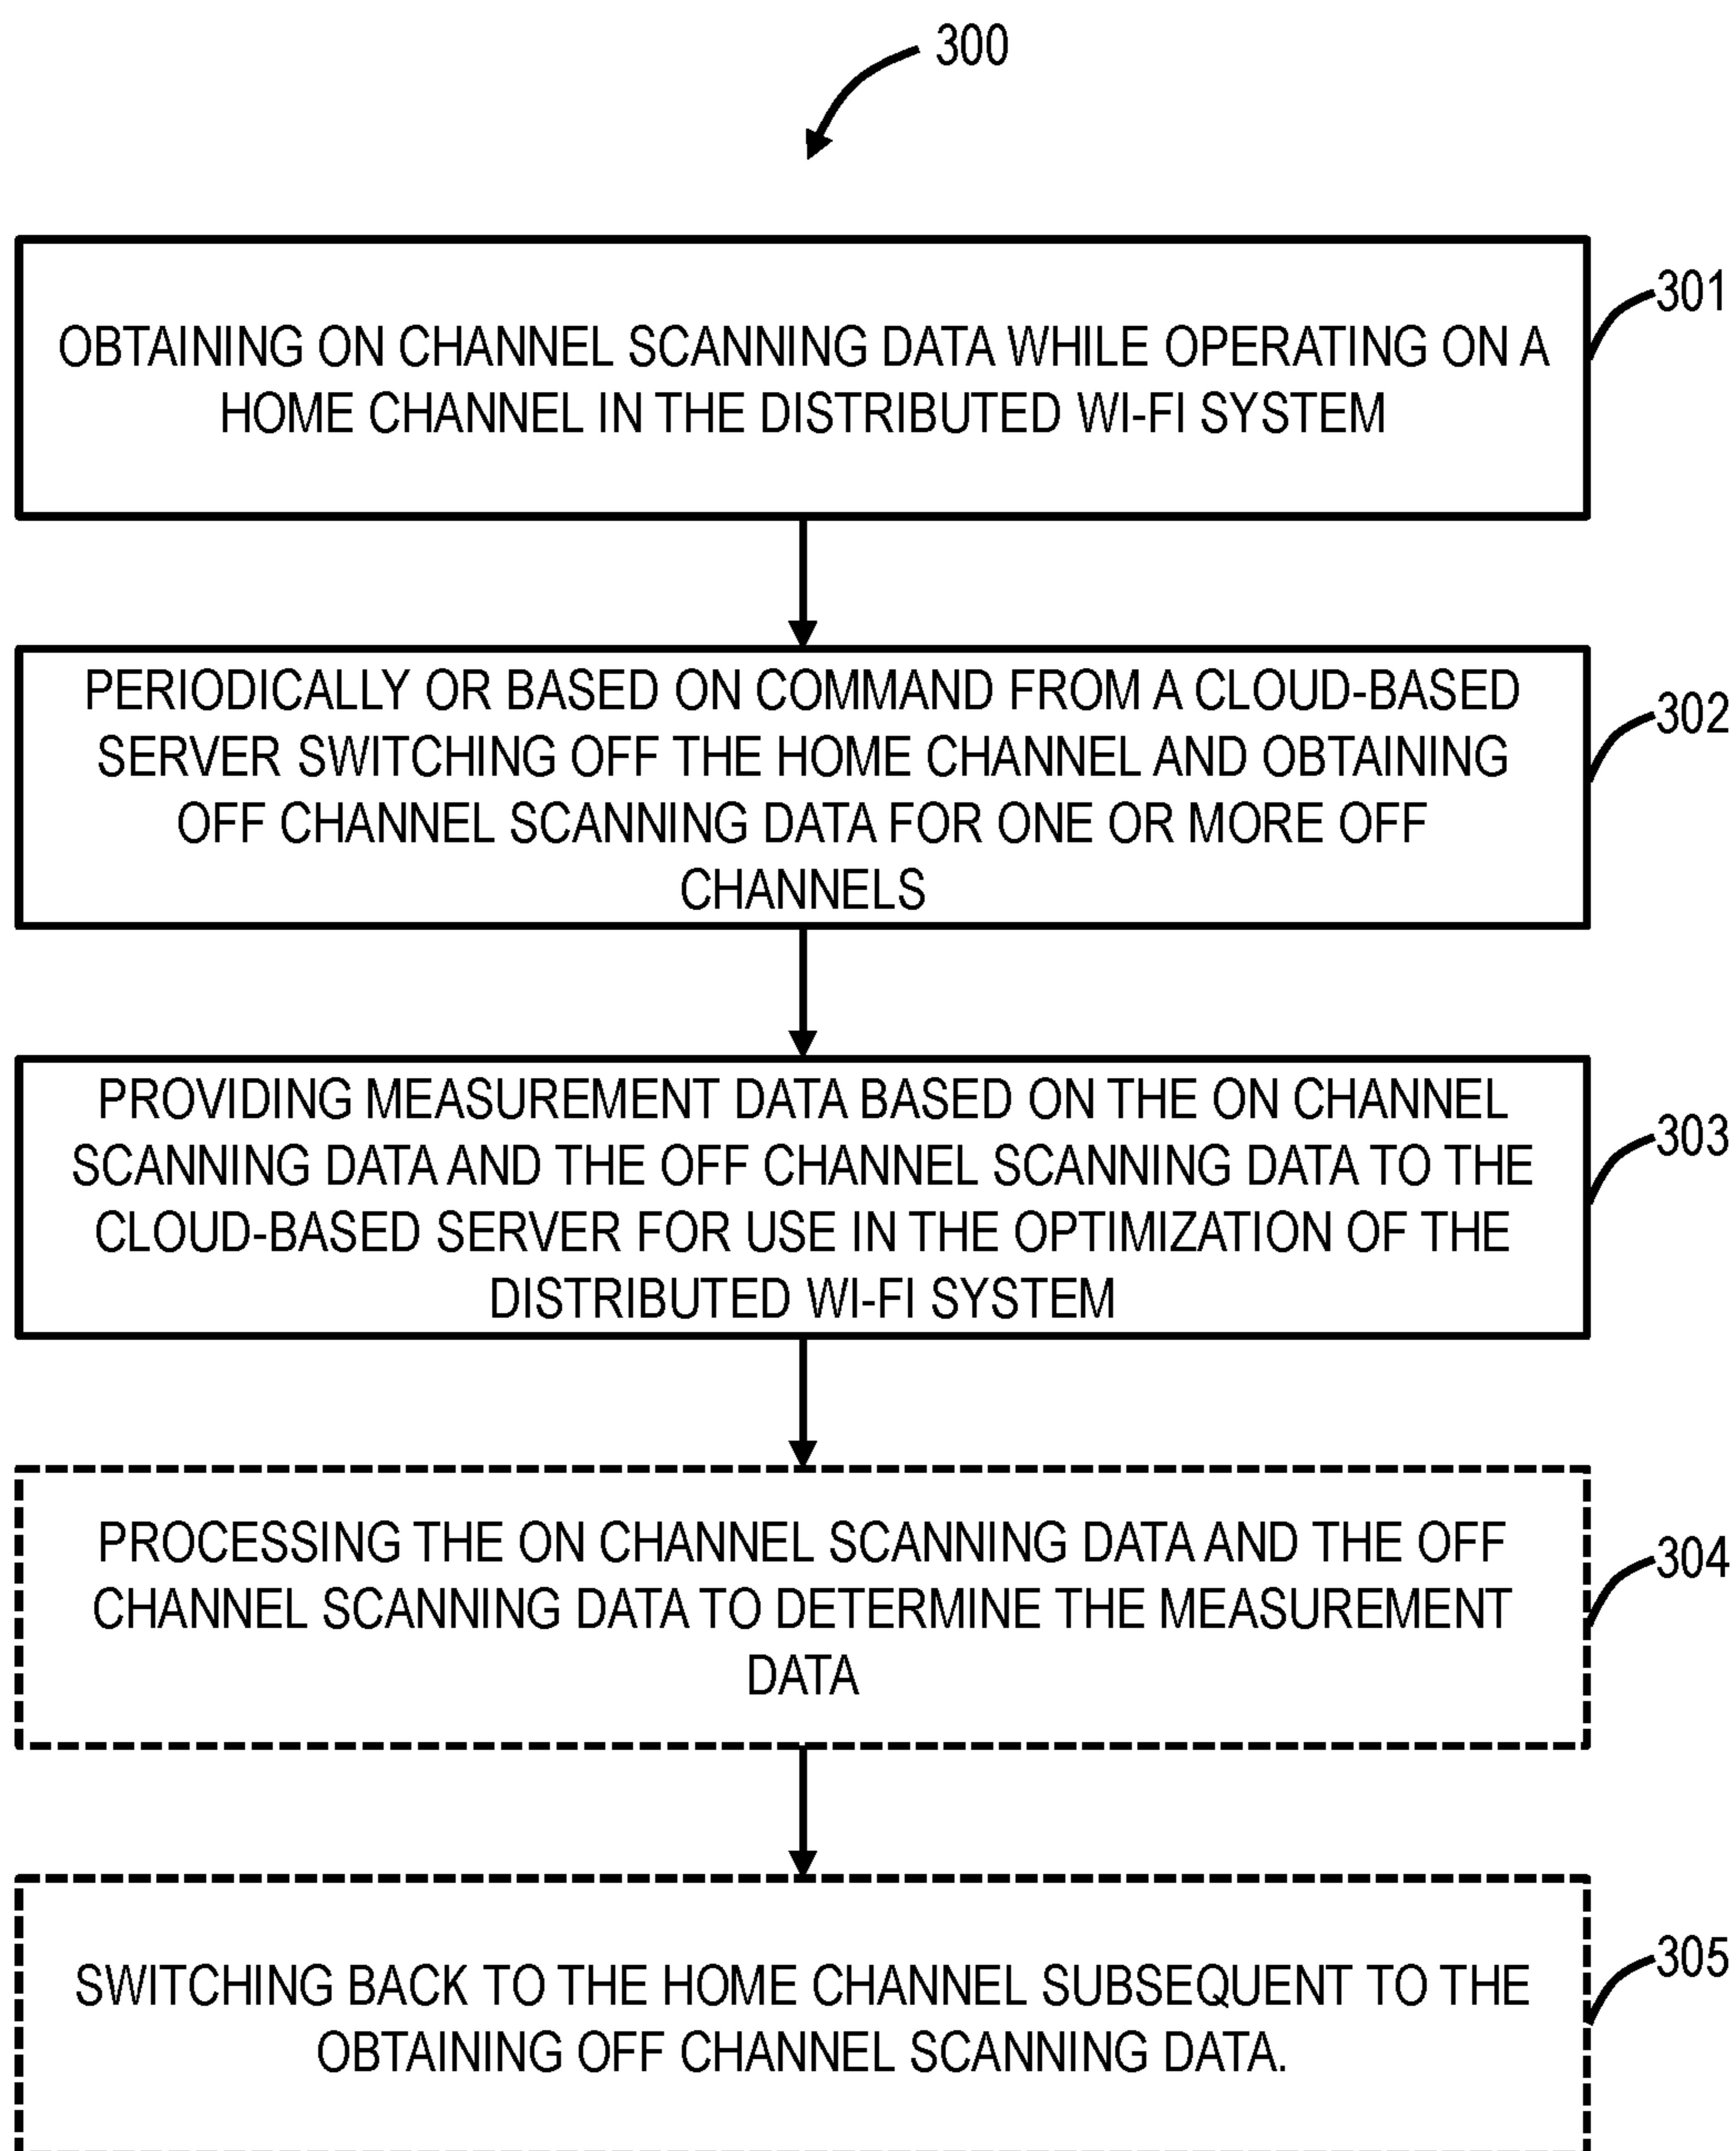 300
OBTAINING ON CHANNEL SCANNING DATA WHILE OPERATING ON A
HOME CHANNEL IN THE DISTRIBUTED WI-FI SYSTEM
301
PERIODICALLY OR BASED ON COMMAND FROM A CLOUD-BASED
SERVER SWITCHING OFF THE HOME CHANNEL AND OBTAINING
OFF CHANNEL SCANNING DATA FOR ONE OR MORE OFF
CHANNELS
302
PROVIDING MEASUREMENT DATA BASED ON THE ON CHANNEL
SCANNING DATA AND THE OFF CHANNEL SCANNING DATA TO THE
CLOUD-BASED SERVER FOR USE IN THE OPTIMIZATION OF THE
DISTRIBUTED WI-FI SYSTEM
303
PROCESSING THE ON CHANNEL SCANNING DATA AND THE OFF
CHANNEL SCANNING DATA TO DETERMINE THE MEASUREMENT
DATA
304
SWITCHING BACK TO THE HOME CHANNEL SUBSEQUENT TO THE
OBTAINING OFF CHANNEL SCANNING DATA.
305